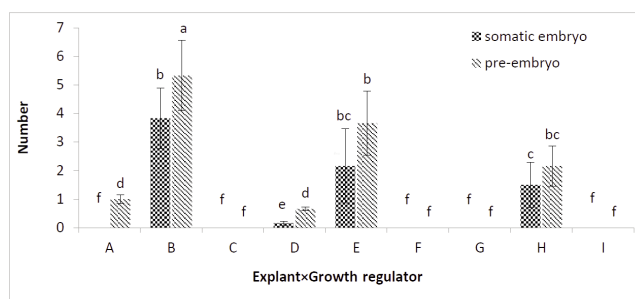 7
6
5
4
3
2
1
0
Number
somatic embryo
pre-embryo
f d
b a
f f
e d
bc b
f f
f f
c bc
f f
A B C D E F G H I
Explant×Growth regulator